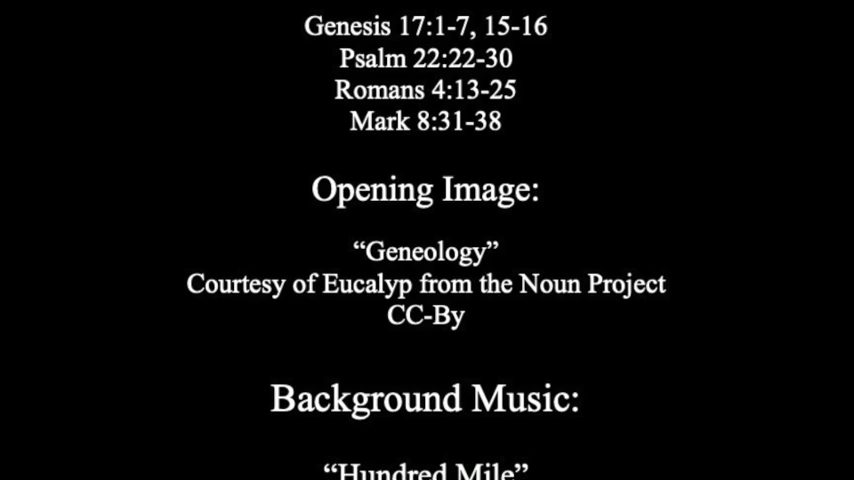 Genesis 17:1-7, 15-16
Psalm 22:22-30
Romans 4:13-25
Mark 8:31-38
Opening Image:
“Geneology”
Courtesy of Eucalyp from the Noun Project
CC-By
Background Music:
“Hundred Mile”